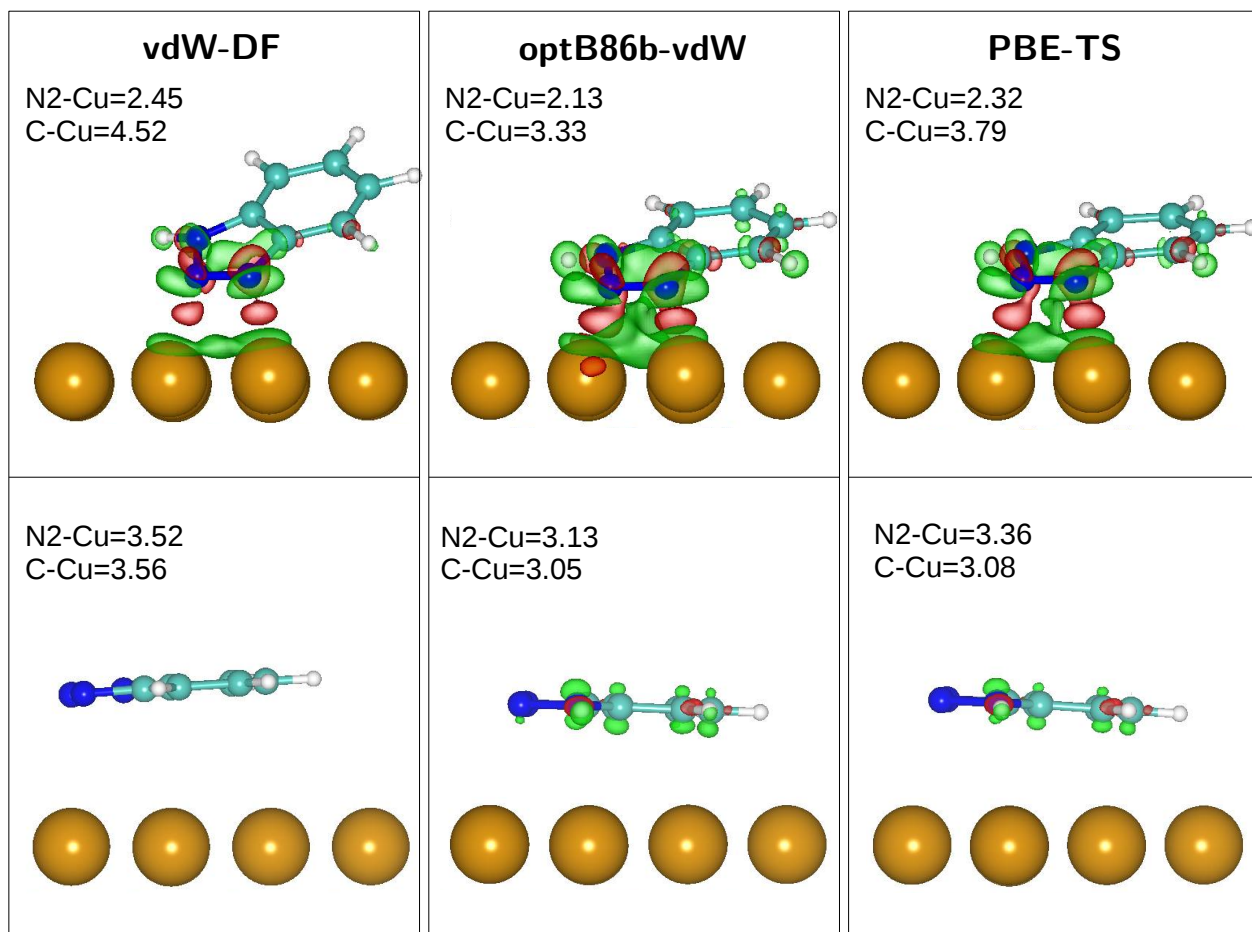 vdW-DF
N2-Cu=2.45
C-Cu=4.52
optB86b-vdW
N2-Cu=2.13
C-Cu=3.33
PBE-TS
N2-Cu=2.32
C-Cu=3.79
N2-Cu=3.52
C-Cu=3.56
N2-Cu=3.13
C-Cu=3.05
N2-Cu=3.36
C-Cu=3.08